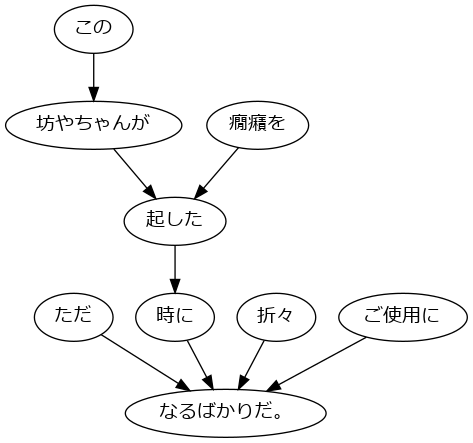 この
坊やちゃんが
癇癪を
起した
ただ
時に
折々
ご使用に
なるばかりだ。